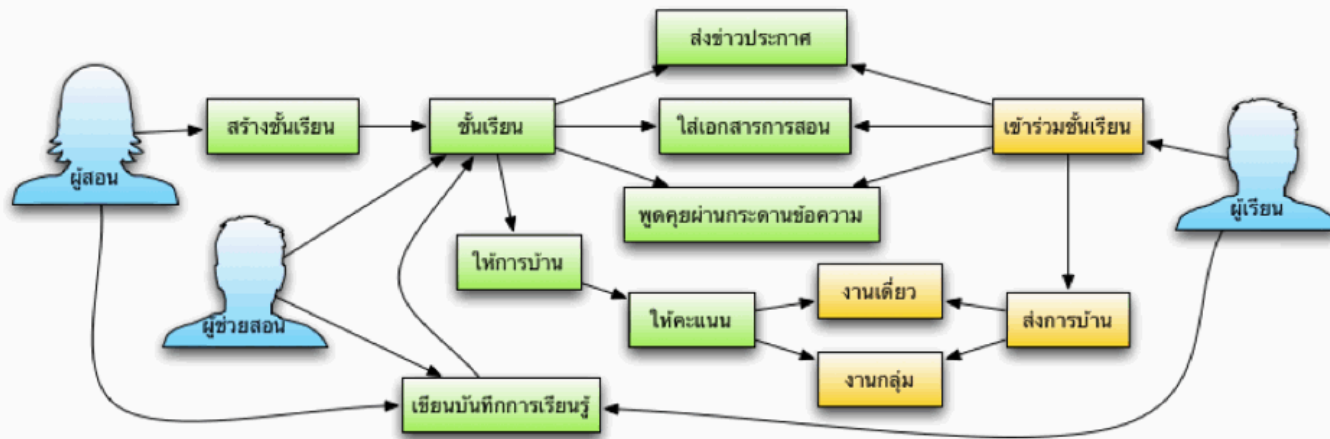 ส่งข่าวประกาศ
สร้างชั้นเรียน
ชั้นเรียน
ใส่เอกสารการสอน
เข้าร่วมชั้นเรียน
ผู้สอน
พูดคุยผ่านกระดานข้อความ
ผู้เรียน
ให้การบ้าน
งานเดี่ยว
ผู้ช่วยสอน
ให้คะแนน
ส่งการบ้าน
งานกลุ่ม
เขียนบันทึกการเรียนรู้